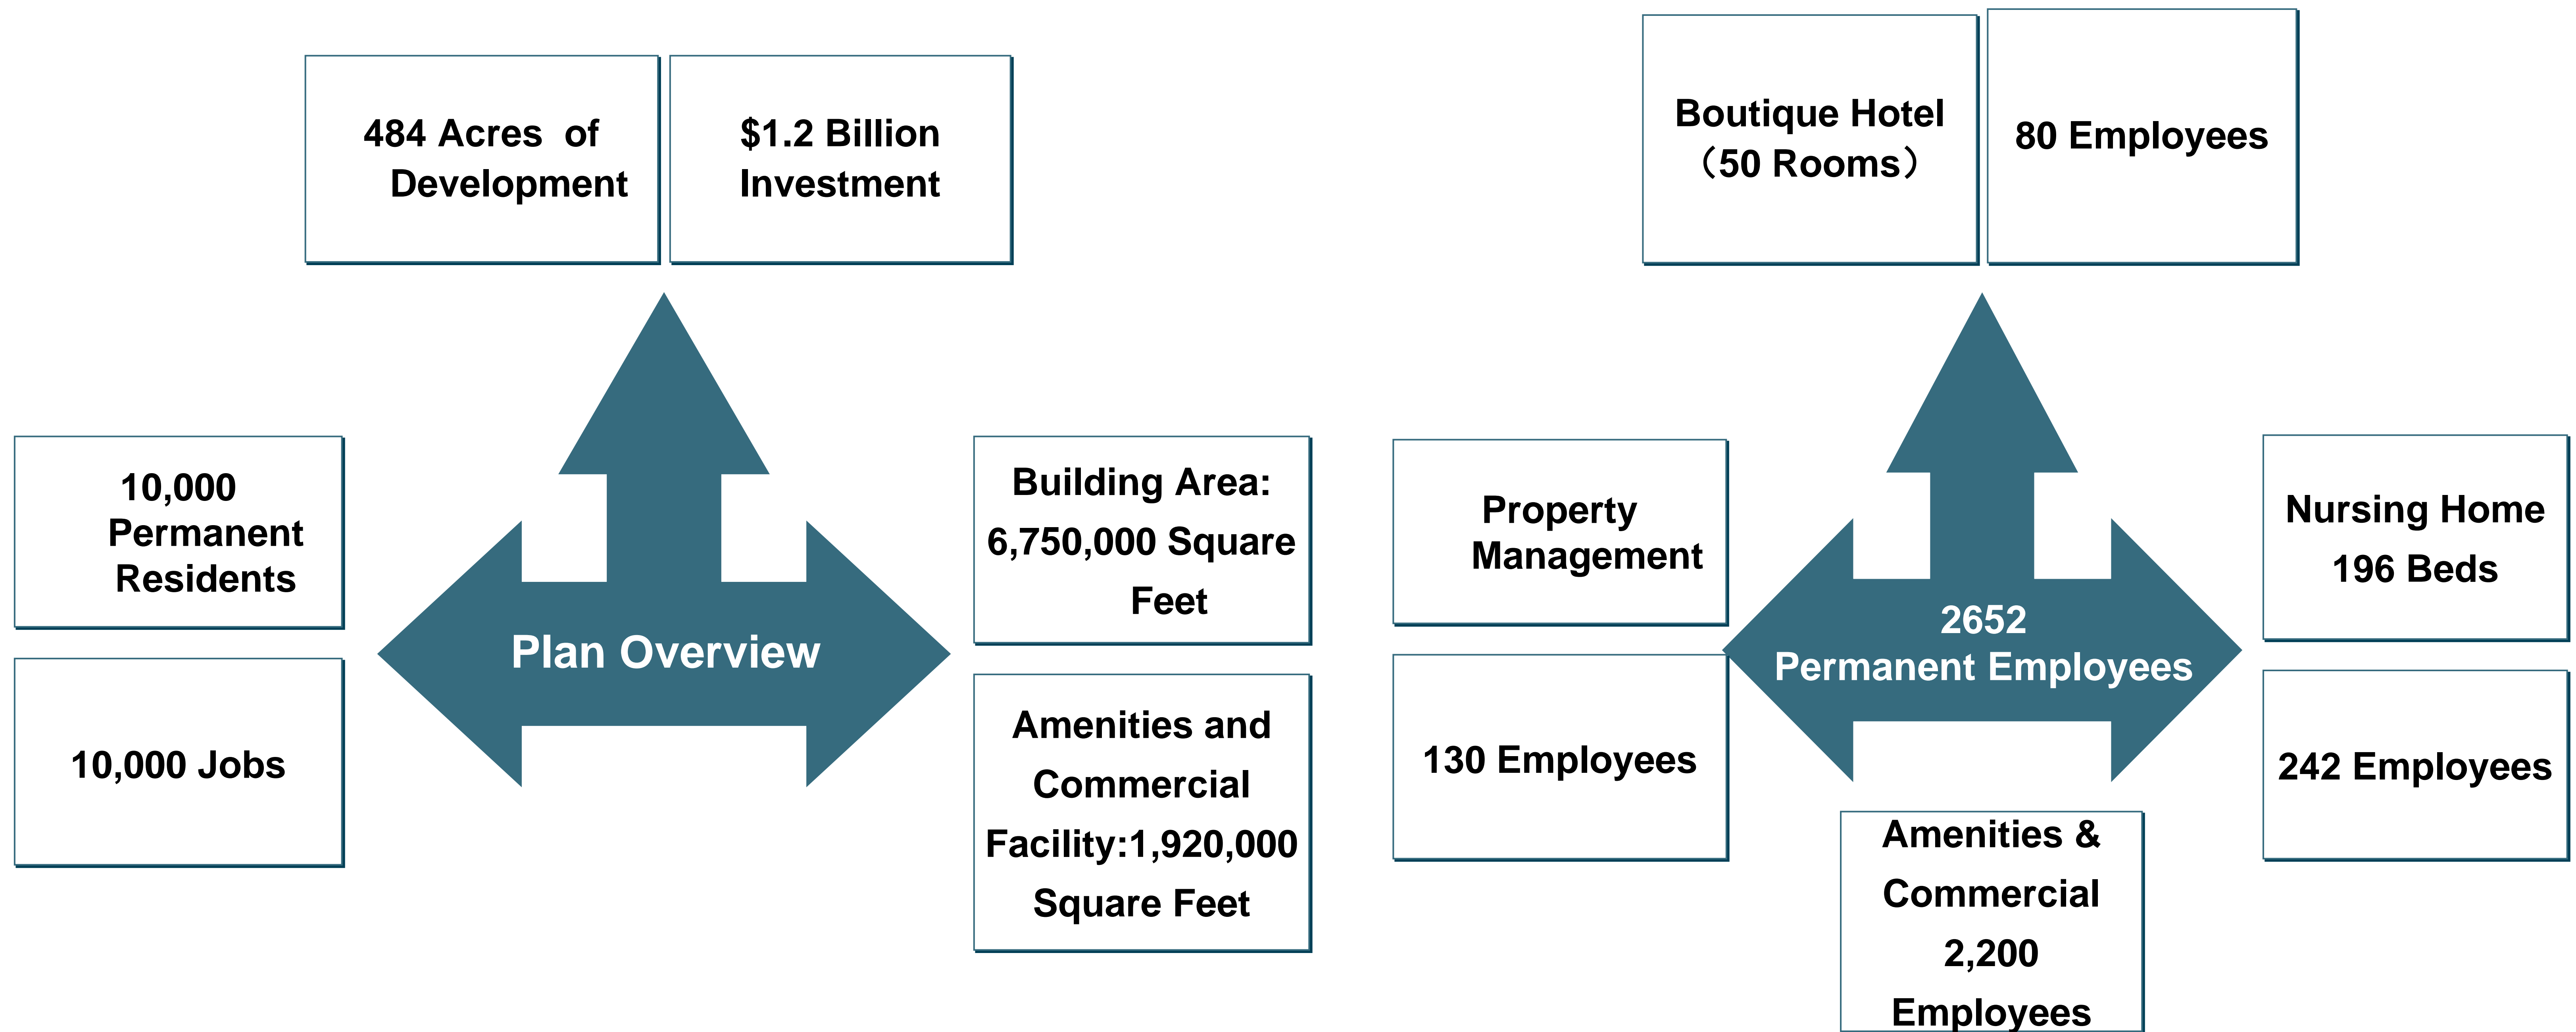 484 Acres of
Development
$1.2 Billion
Investment
10,000
Permanent
Residents
10,000 Jobs
Plan Overview
Building Area:
6,750,000 Square
Feet
Amenities and
Commercial
Facility:1,920,000
Square Feet
Boutique Hotel
（50 Rooms）
80 Employees
Property
Management
130 Employees
2652
Permanent Employees
Nursing Home
196 Beds
242 Employees
Amenities &
Commercial
2,200
Employees